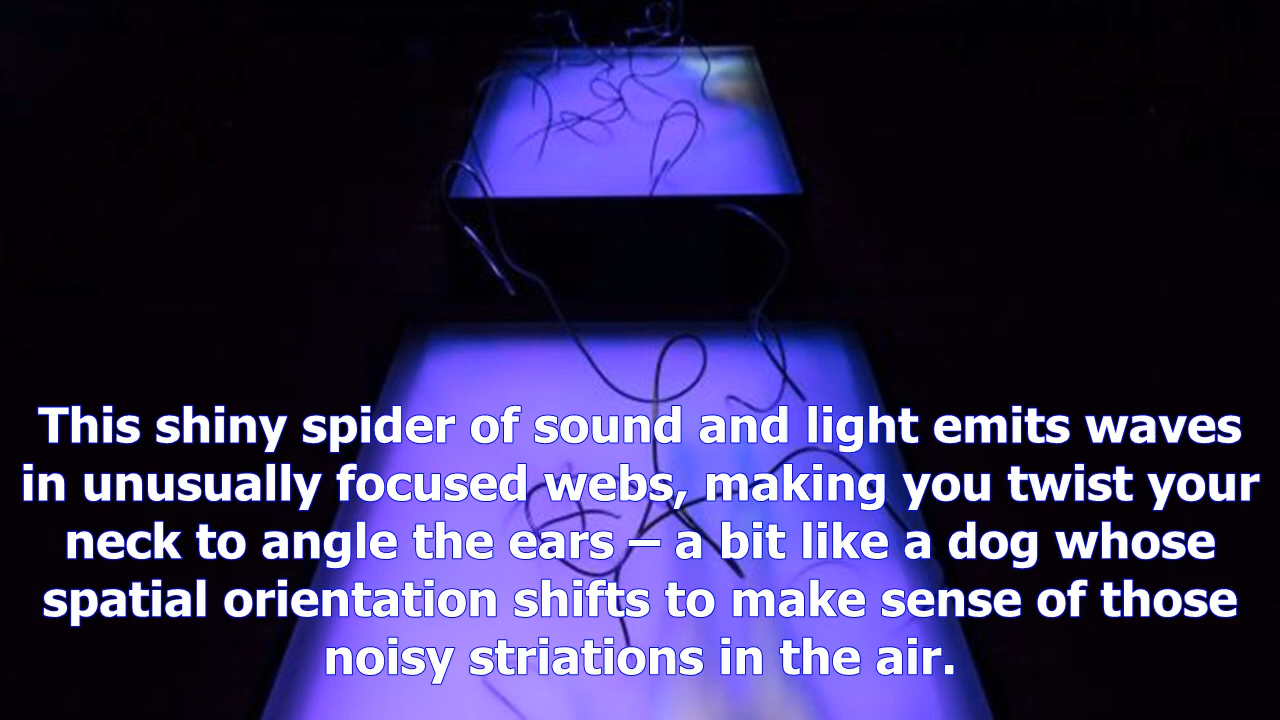 This shiny spider of sound and light emits waves
in unusually focused webs, making you twist your
neck to angle the ears – a bit like a dog whose
spatial orientation shifts to make sense of those
noisy striations in the air.